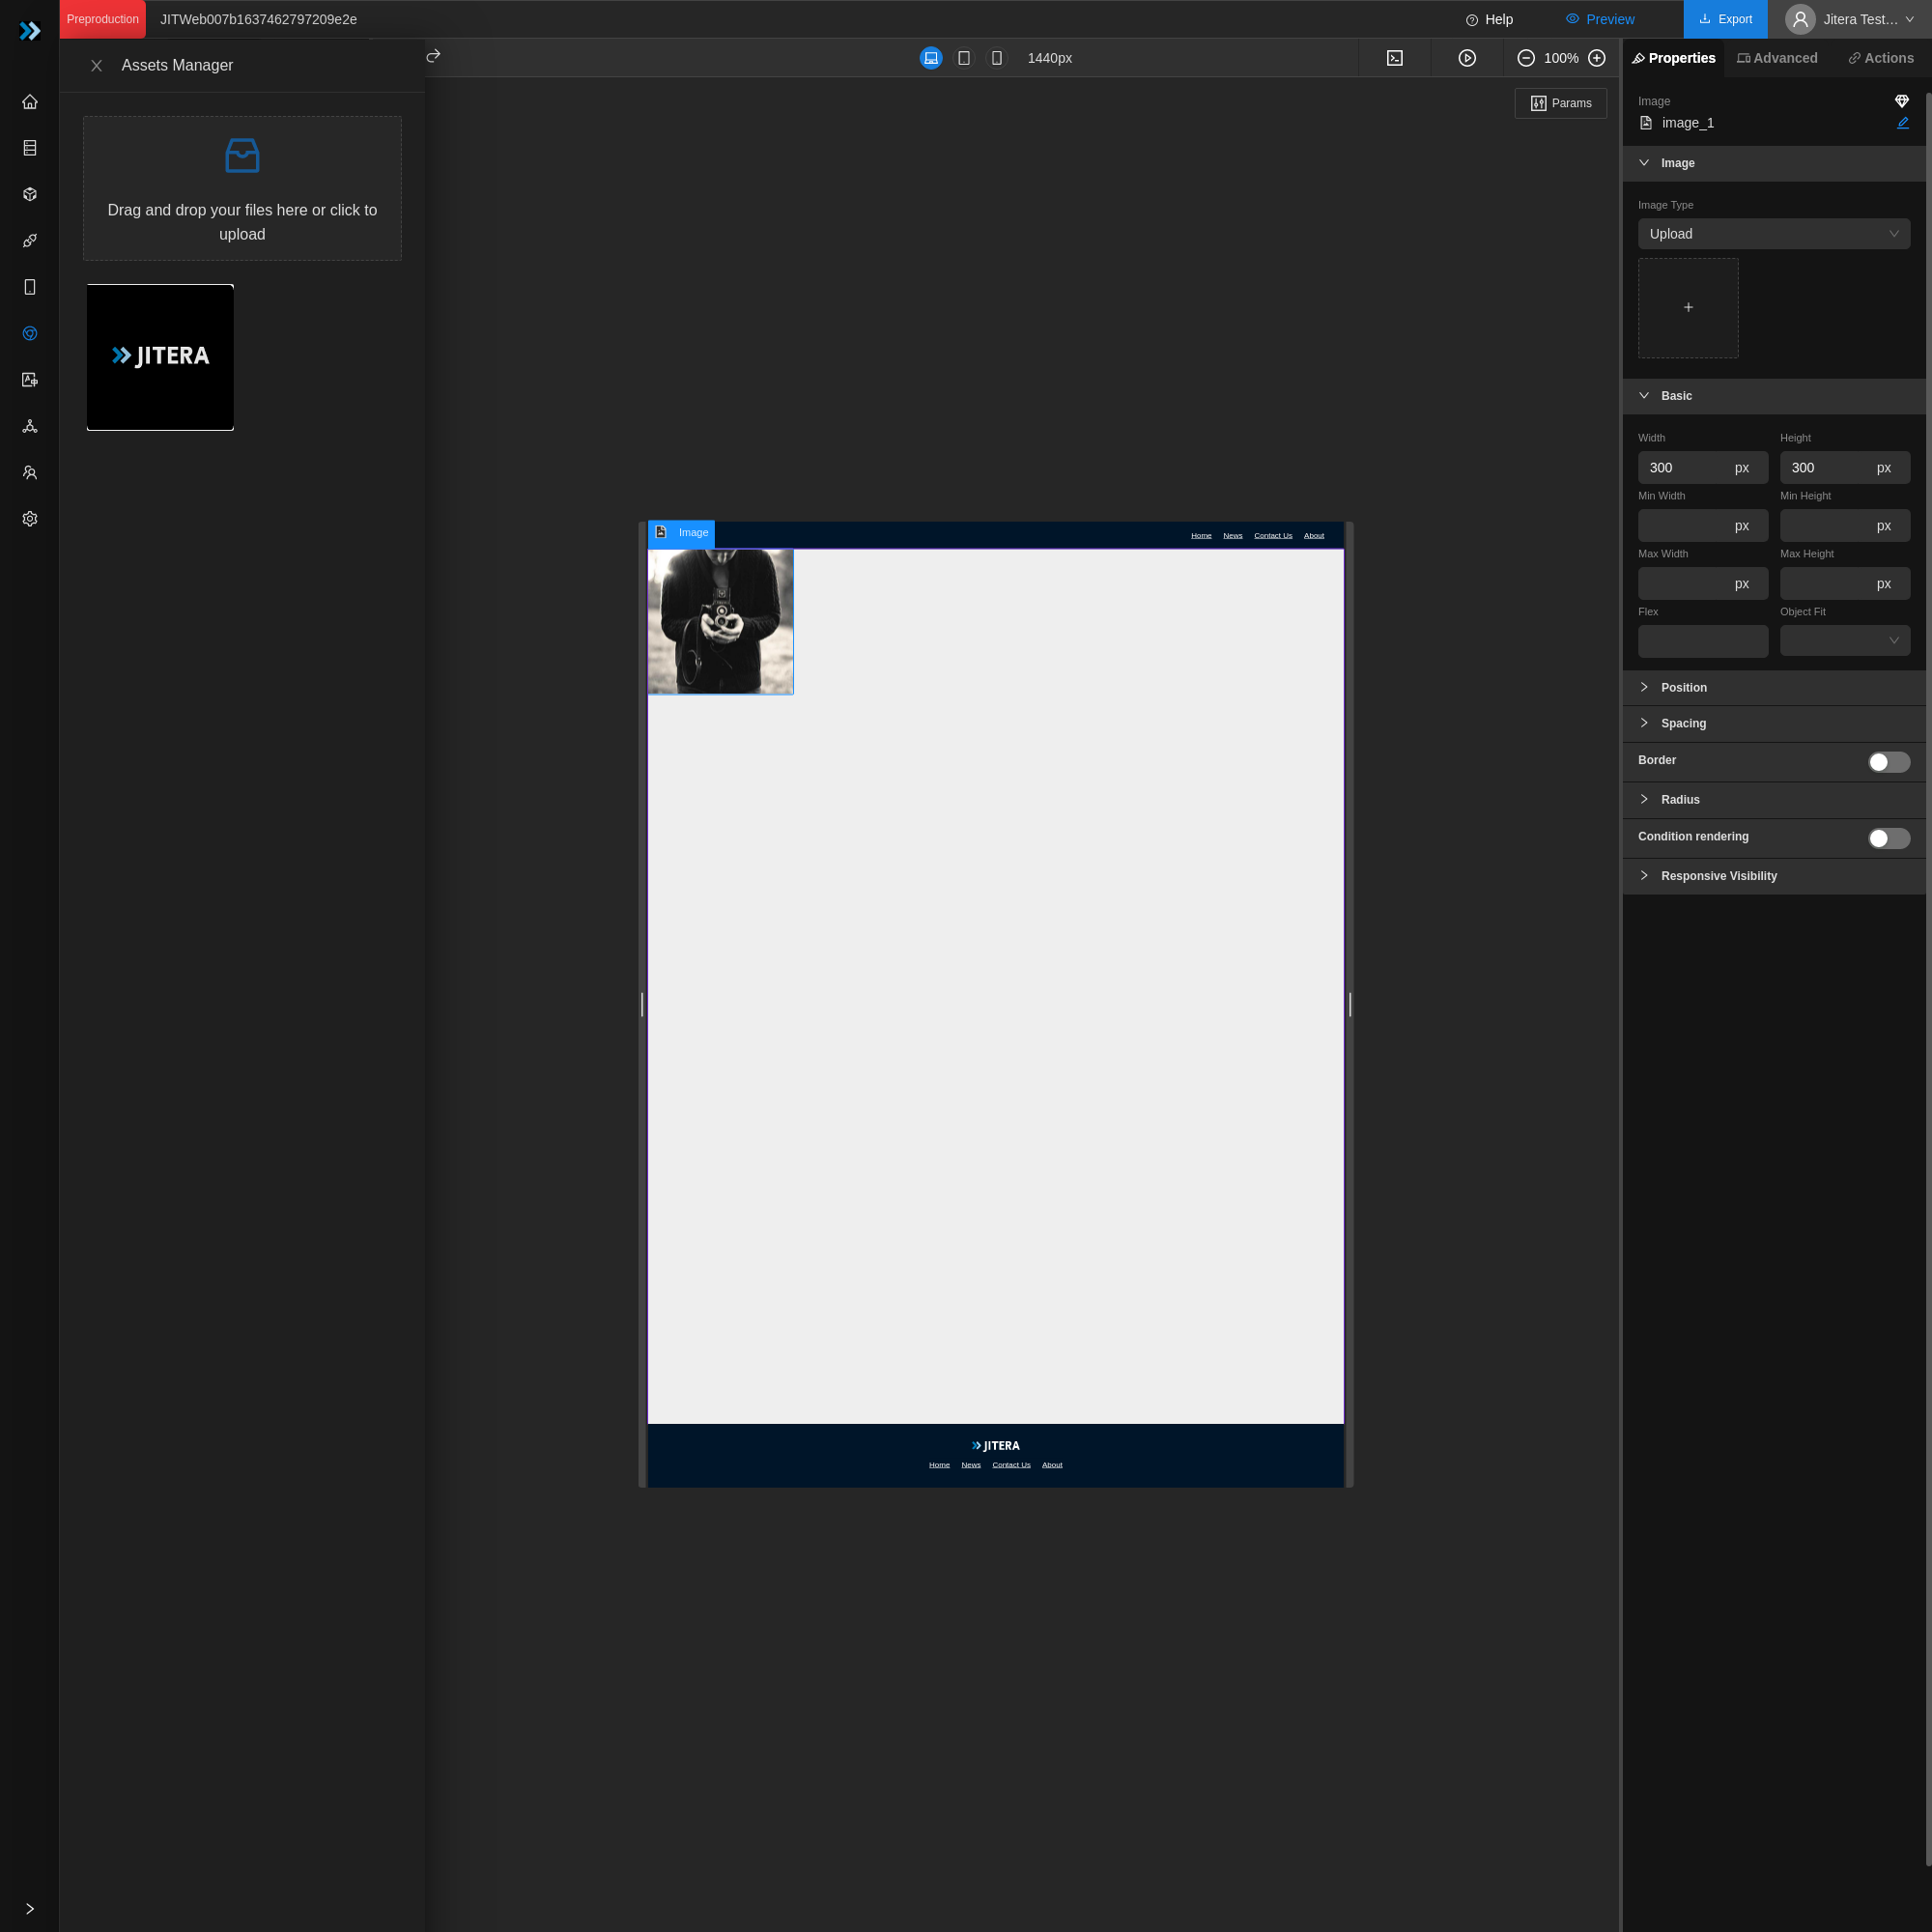 Preproduction
JITWeb007b1637462797209e2e
Help
Preview
Export
Jitera Test...
Assets Manager
1440px
100%
Properties
Advanced
Actions
Drag and drop your files here or click to
upload
JITERA
Params
Image
Home
News
Contact Us
About
JITERA
Home
News
Contact Us
About
Image
image_1
Image
Image Type
Upload
Basic
Width
Height
300 px
300 px
Min Width
Min Height
px
px
Max Width
Max Height
px
px
Flex
Object Fit
Position
Spacing
Border
Radius
Condition rendering
Responsive Visibility